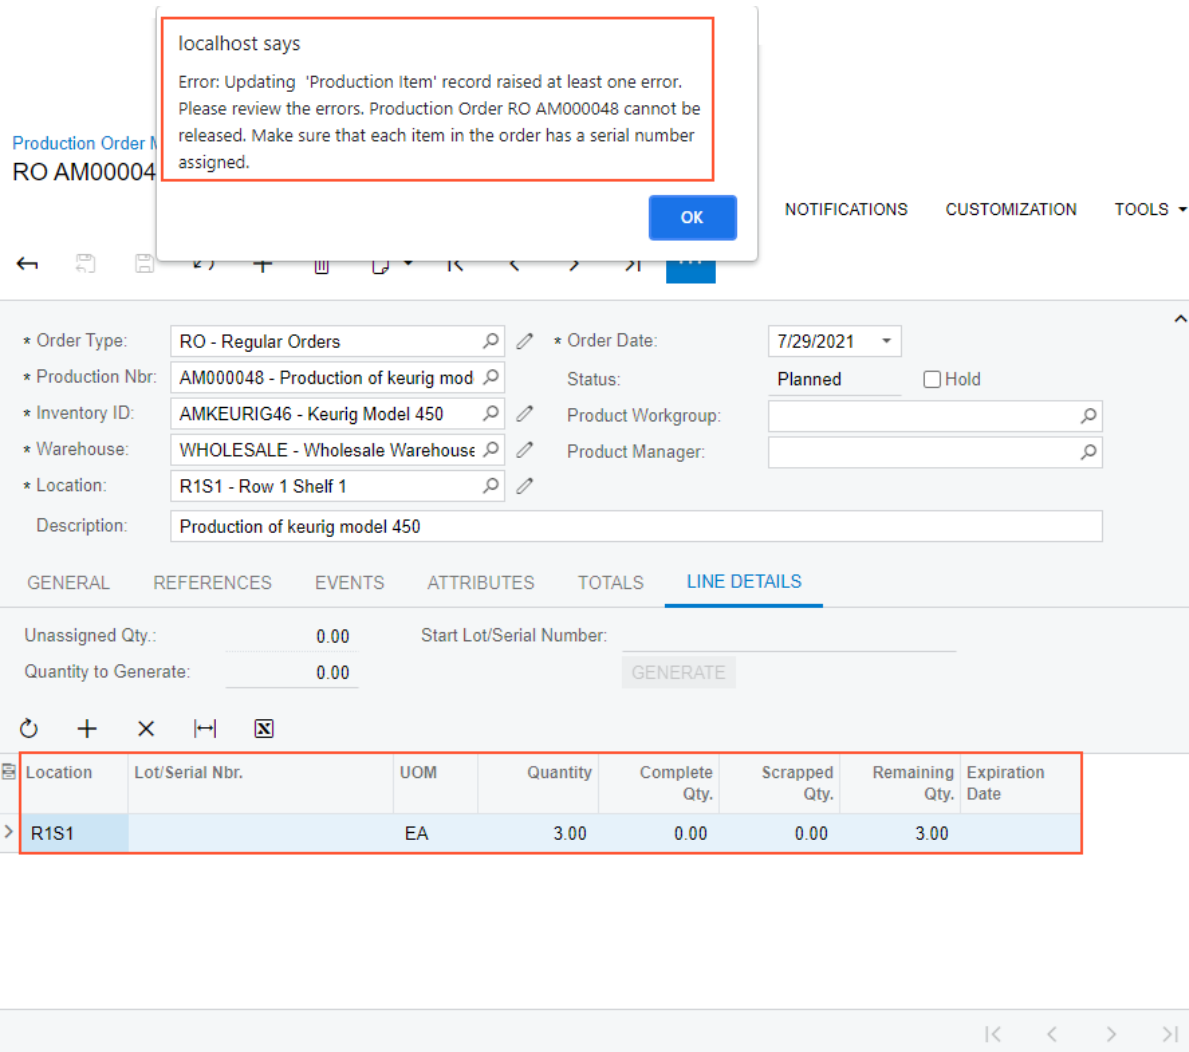 localhost says
Error: Updating 'Production Item' record raised at least one error.
Please review the errors. Production Order RO AM000048 cannot be
released. Make sure that each item in the order has a serial number
assigned.
OK
Production Order
RO AM00004
NOTIFICATIONS CUSTOMIZATION TOOLS
* Order Type: RO - Regular Orders * Order Date: 7/29/2021
* Production Nbr: AM000048 - Production of keurig mod Status: Planned Hold
* Inventory ID: AMKEURIG46 - Keurig Model 450 Product Workgroup:
* Warehouse: WHOLESALE - Wholesale Warehouse Product Manager:
* Location: R1S1 - Row 1 Shelf 1
Description: Production of keurig model 450
GENERAL REFERENCES EVENTS ATTRIBUTES TOTALS LINE DETAILS
Unassigned Qty.: 0.00 Start Lot/Serial Number:
Quantity to Generate: 0.00 GENERATE
Location Lot/Serial Nbr. UOM Quantity Complete Scrapped Remaining Expiration
Qty. Qty. Qty. Date
R1S1 EA 3.00 0.00 0.00 3.00